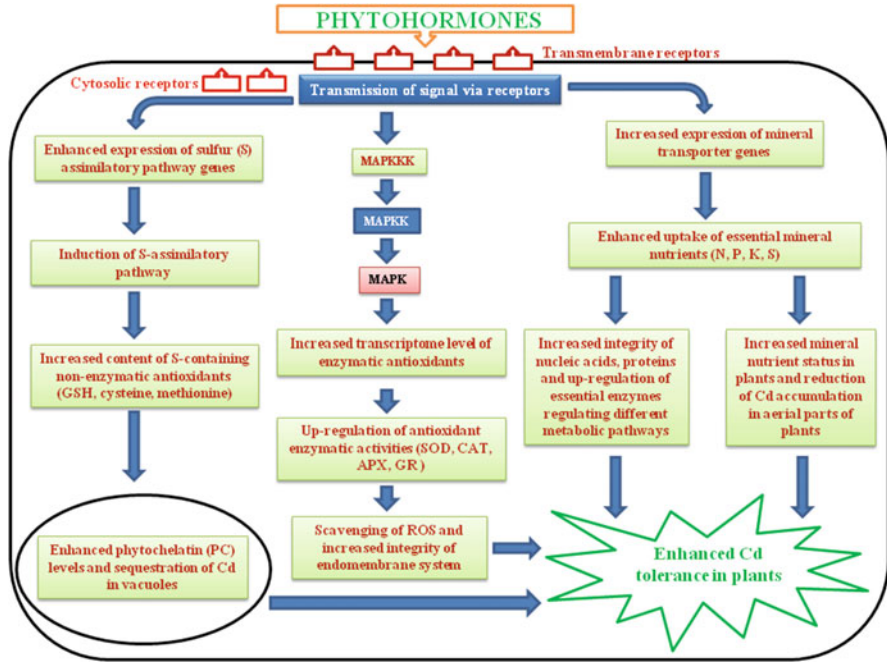 PHYTOHORMONES
Transmembrane receptors
Cytosolic receptors
Transmission of signal via receptors
Enhanced expression of sulfur (S)
assimilatory pathway genes
Induction of S-assimilatory
pathway
Increased content of S-containing
non-enzymatic antioxidants
(GSH, cysteine, methionine)
Enhanced phytochelatin (PC)
levels and sequestration of Cd
in vacuoles
MAPKKK
MAPKK
MAPK
Increased transcriptome level of
enzymatic antioxidants
Up-regulation of antioxidant
enzymatic activities (SOD, CAT,
APX, GR )
Scavenging of ROS and
increased integrity of
endomembrane system
Increased expression of mineral
transporter genes
Enhanced uptake of essential mineral
nutrients (N, P, K, S)
Increased integrity of
nucleic acids, proteins
and up-regulation of
essential enzymes
regulating different
metabolic pathways
Increased mineral
nutrient status in
plants and reduction
of Cd accumulation
in aerial parts of
plants
Enhanced Cd
tolerance in plants